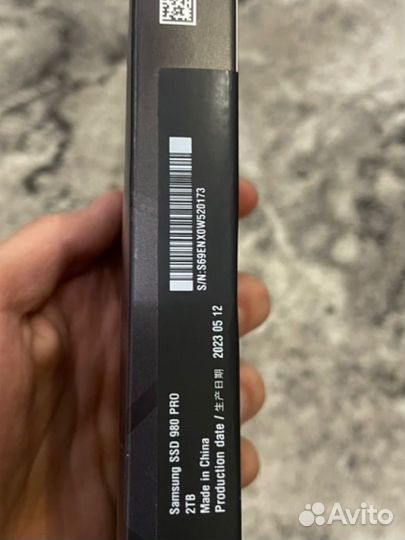 S/N:S69ENX0W520173
Samsung SSD 980 PRO
2TB
Made in China
Production date / 生产日期 2023 05 12
Avito